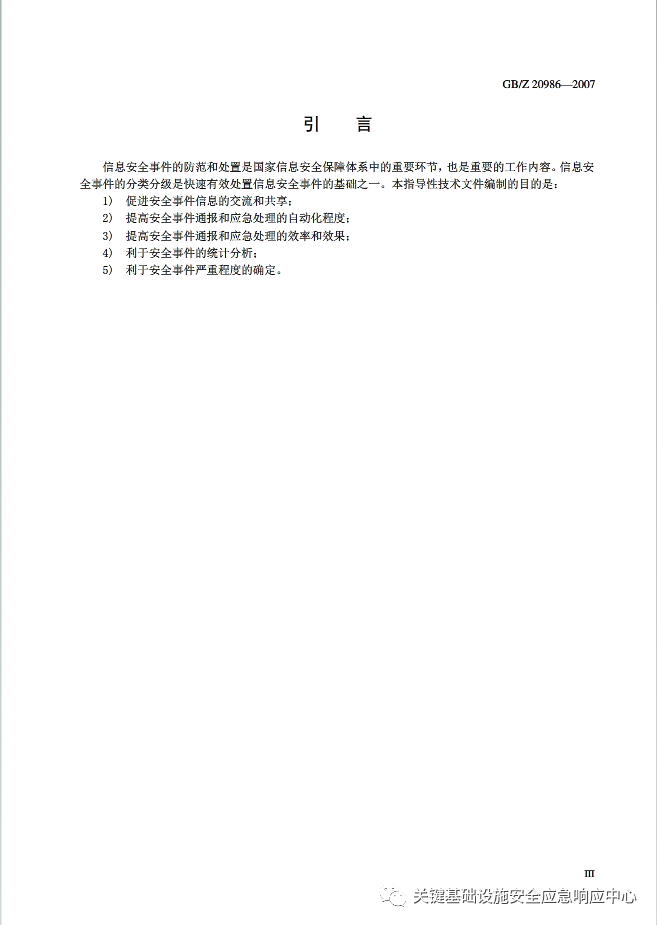 GB/Z 20986—2007
引 言
信息安全事件的防范和处置是国家信息安全保障体系中的重要环节，也是重要的工作内容。信息安
全事件的分类分级是快速有效处置信息安全事件的基础之一。本指导性技术文件编制的目的是：
1) 促进安全事件信息的交流和共享；
2) 提高安全事件通报和应急处理的自动化程度；
3) 提高安全事件通报和应急处理的效率和效果；
4) 利于安全事件的统计分析；
5) 利于安全事件严重程度的确定。
III
关键基础设施安全应急响应中心